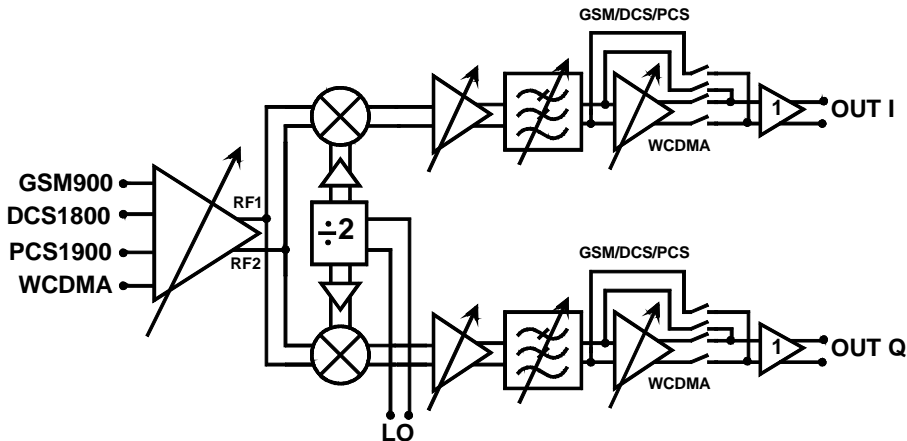 GSM/DCS/PCS
1
OUT I
WCDMA
GSM900
DCS1800
PCS1900
WCDMA
RF1
RF2
÷2
GSM/DCS/PCS
1
OUT Q
WCDMA
LO